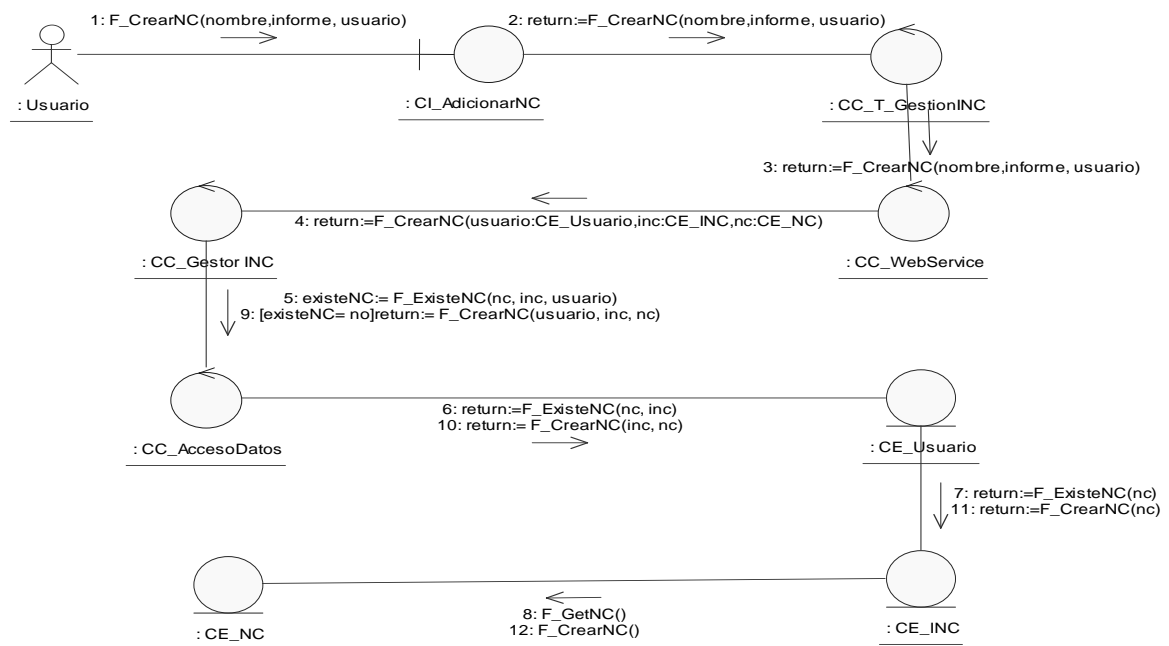 1: F_CrearNC(nombre,informe, usuario)
2: return:=F_CrearNC(nombre,informe, usuario)
: Usuario
: CI_AdicionarNC
: CC_T_GestionINC
3: return:=F_CrearNC(nombre,informe, usuario)
4: return:=F_CrearNC(usuario:CE_Usuario,inc:CE_INC,nc:CE_NC)
: CC_Gestor INC
: CC_WebService
5: existeNC:= F_ExisteNC(nc, inc, usuario)
9: [existeNC= no]return:= F_CrearNC(usuario, inc, nc)
6: return:=F_ExisteNC(nc, inc)
10: return:= F_CrearNC(inc, nc)
: CC_AccesoDatos
: CE_Usuario
7: return:=F_ExisteNC(nc)
11: return:=F_CrearNC(nc)
8: F_GetNC()
12: F_CrearNC()
: CE_NC
: CE_INC